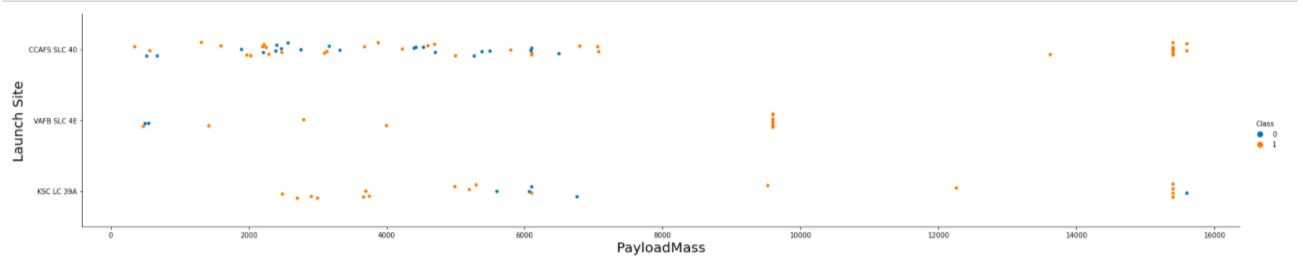 CCAFS SLC 40
VAFB SLC 4E
KSC LC 39A
Launch Site
0 2000 4000 6000 8000 10000 12000 14000 16000
PayloadMass
Class
0
1